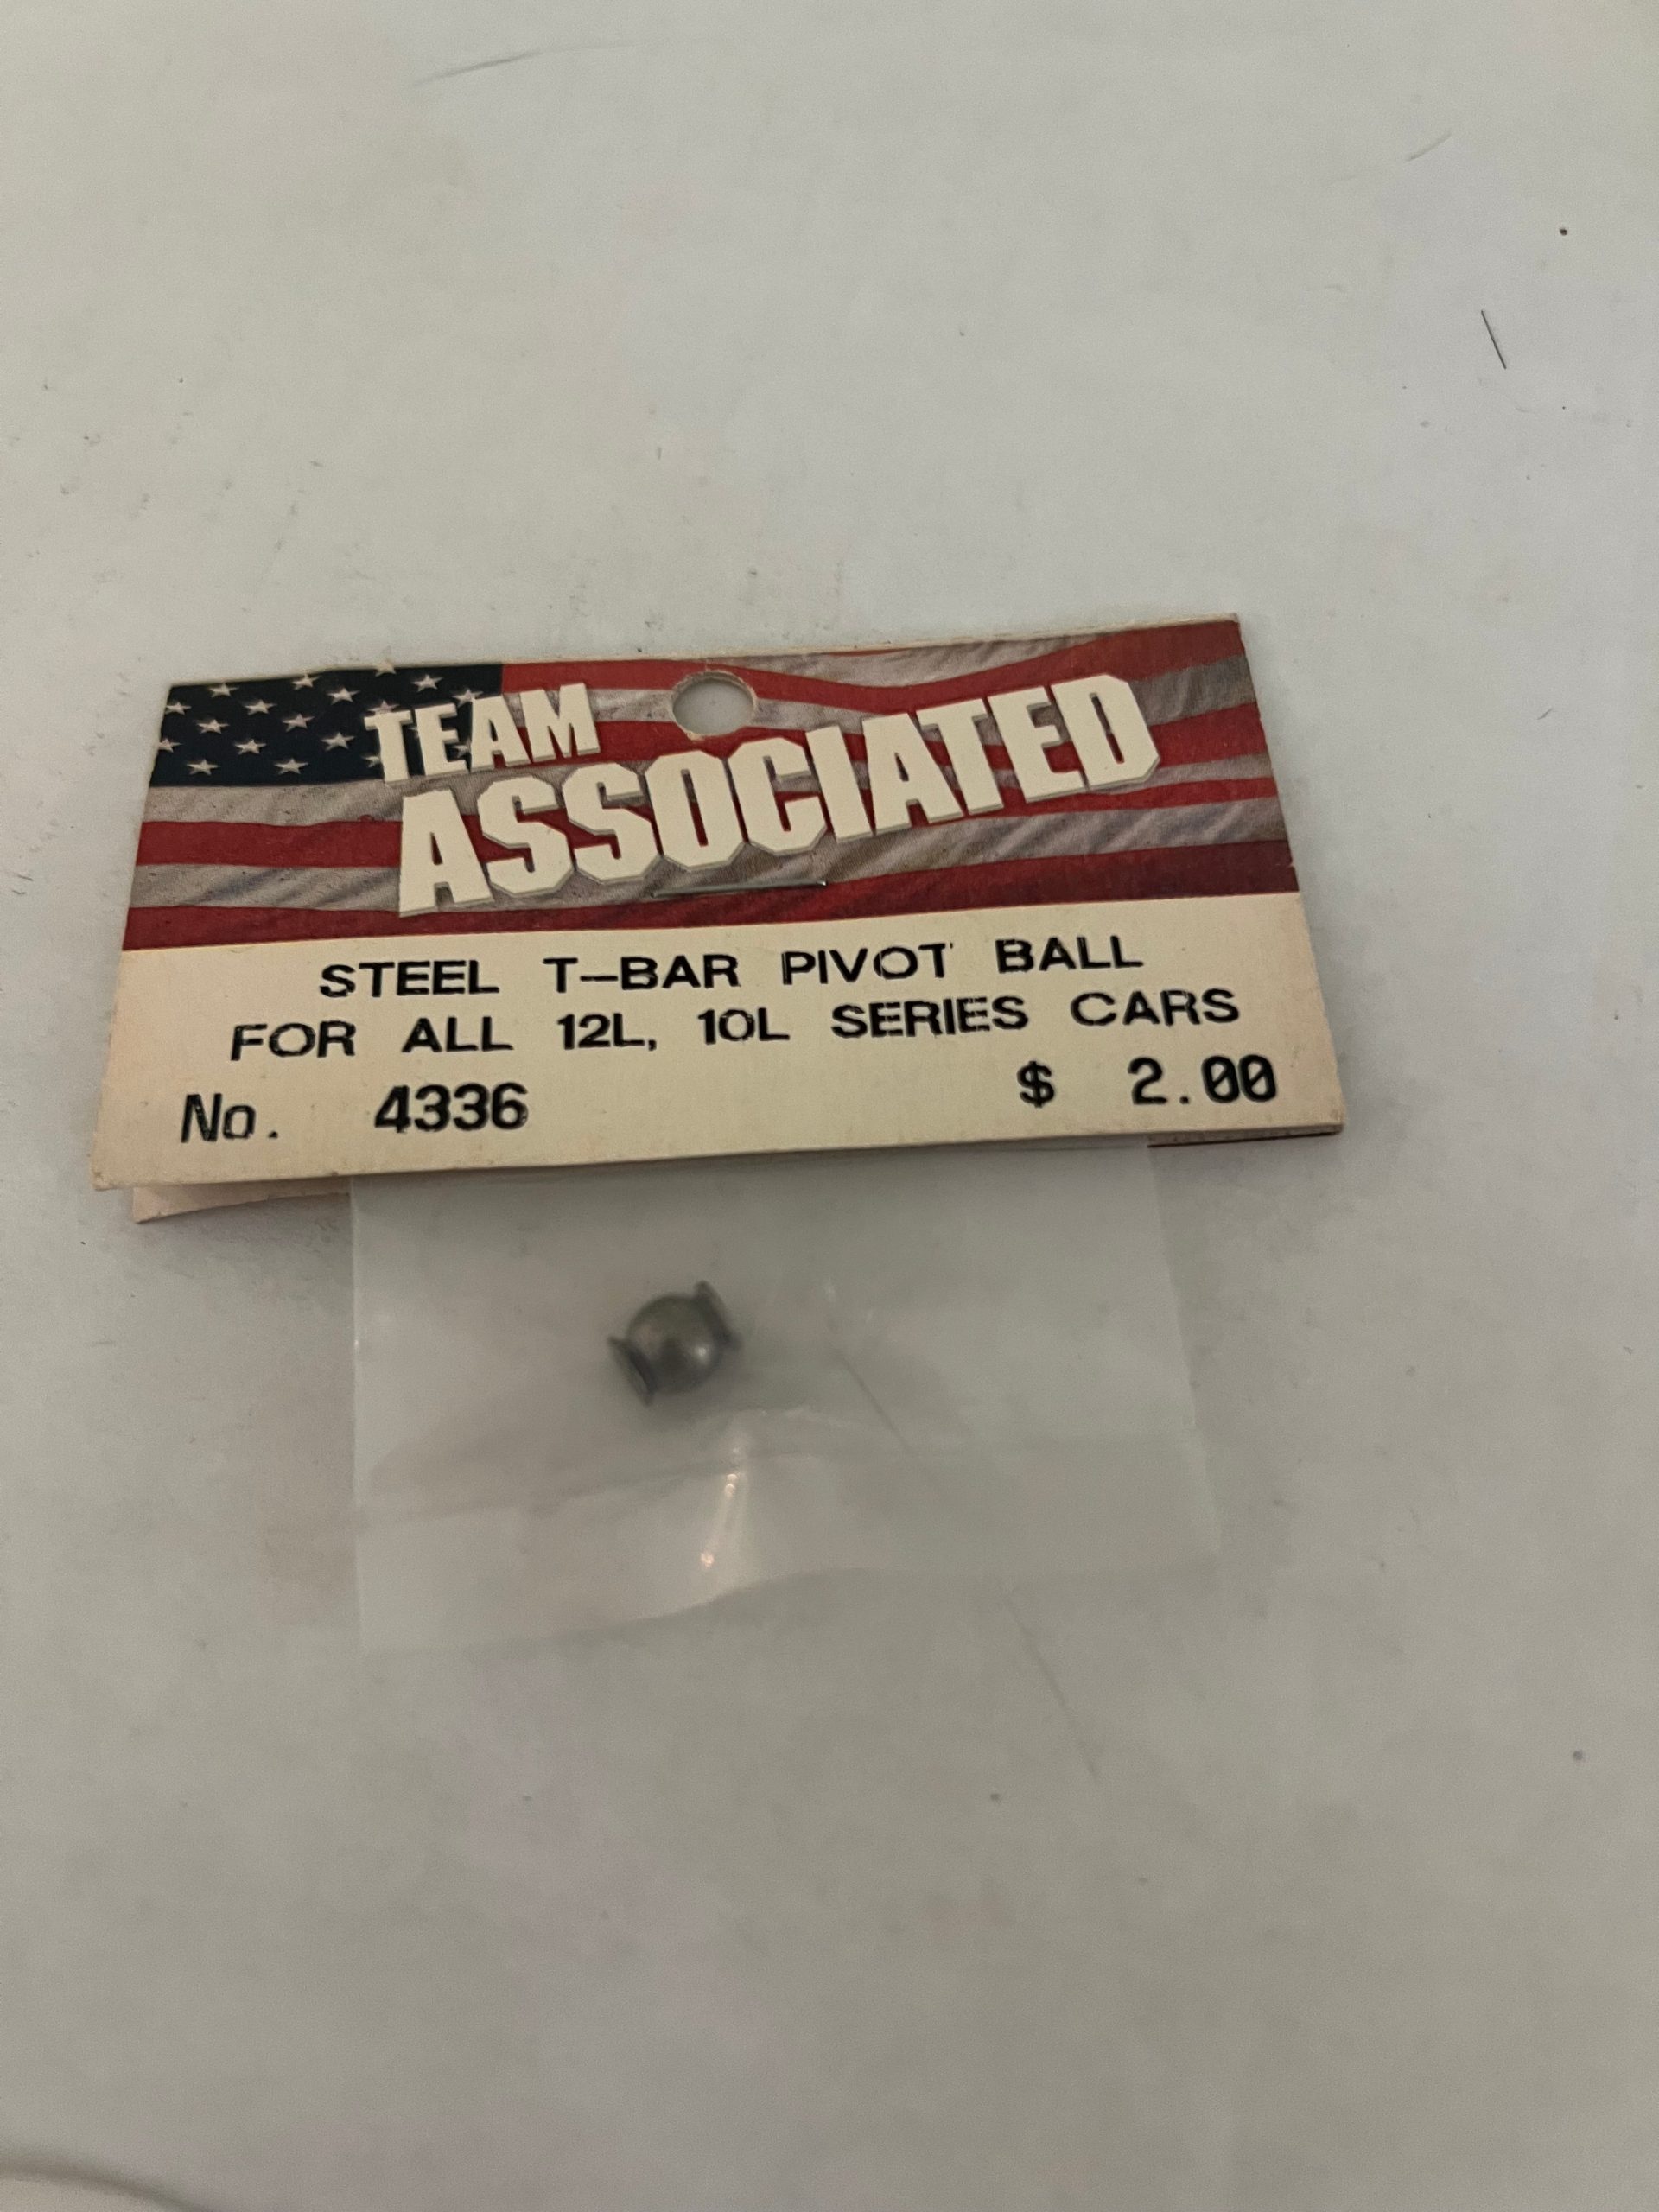 TEAM
ASSOCIATED
STEEL T-BAR PIVOT BALL
FOR ALL 12L, 10L SERIES CARS
No. 4336 $ 2.00